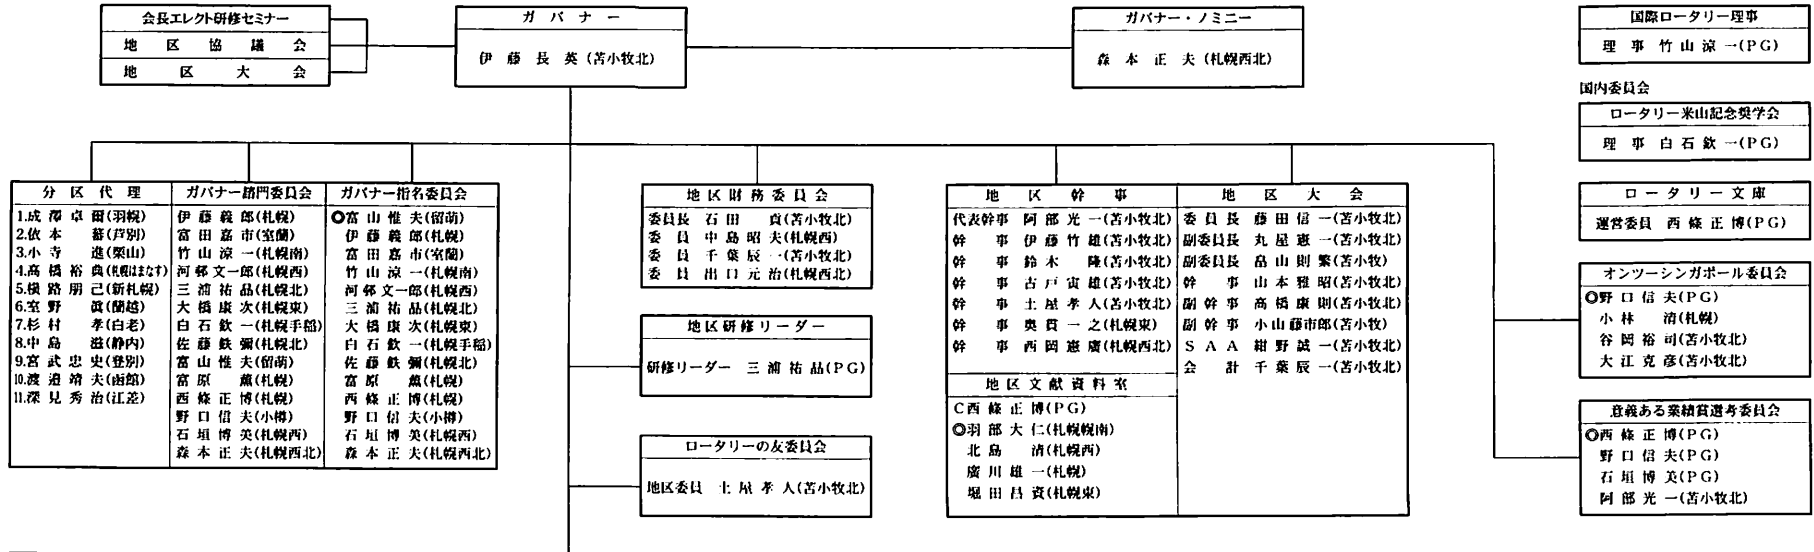 会長エレクト研修セミナー
地区協議会
地区大会
ガバナー
伊藤長英(苫小牧北)
ガバナー・ノミニー
森本正夫(札幌西北)
国際ロータリー理事
理事 竹山涼一(PG)
国内委員会
ロータリー米山記念奨学会
理事 白石欽一(PG)
ロータリー文庫
運営委員 西條正博(PG)
オンツーシンガポール委員会
◎野口信夫(PG)
小林 清(札幌)
谷岡裕司(苫小牧北)
大江克彦(苫小牧北)
意義ある業績賞選考委員会
◎西條正博(PG)
野口信夫(PG)
石垣博美(PG)
阿部光一(苫小牧北)
分区代理
1.成澤卓爾(羽幌)
2.依本 (芦別)
3.小寺 進(栗山)
4.髙橋裕典(札幌はまなす)
5.横路朋己(新札幌)
6.室野 眞(蘭越)
7.杉村 孝(白老)
8.中島 滋(静内)
9.宮武忠史(登別)
10.渡邉靖夫(函館)
11.深見秀治(江差)
ガバナー諮問委員会
伊藤義郎(札幌)
富田嘉市(室蘭)
竹山涼一(札幌南)
河邨文一郎(札幌西)
三浦祐晶(札幌北)
大橋康次(札幌東)
白石欽一(札幌手稲)
佐藤鉄彌(札幌北)
富山惟夫(留萌)
富原 薫(札幌)
西條正博(札幌)
野口信夫(小樽)
石垣博美(札幌西)
森本正夫(札幌西北)
ガバナー指名委員会
◎富山惟夫(留萌)
伊藤義郎(札幌)
富田嘉市(室蘭)
竹山涼一(札幌南)
河邨文一郎(札幌西)
三浦祐晶(札幌北)
大橋康次(札幌東)
白石欽一(札幌手稲)
佐藤鉄彌(札幌北)
富原 薫(札幌)
西條正博(札幌)
野口信夫(小樽)
石垣博美(札幌西)
森本正夫(札幌西北)
地区財務委員会
委員長 石田 貞(苫小牧北)
委員 中島昭夫(札幌西)
委員 千葉辰一(苫小牧北)
委員 出口元治(札幌西北)
地区研修リーダー
研修リーダー 三浦祐晶(PG)
ロータリーの友委員会
地区委員 土屋孝人(苫小牧北)
地区幹事
代表幹事 阿部光一(苫小牧北)
幹事 伊藤竹雄(苫小牧北)
幹事 鈴木 隆(苫小牧北)
幹事 古戸寅雄(苫小牧北)
幹事 土屋孝人(苫小牧北)
幹事 奥貫一之(札幌東)
幹事 西岡憲廣(札幌西北)
地区文献資料室
C西條正博(PG)
◎羽部大仁(札幌幌南)
北島 清(札幌西)
廣川雄一(札幌)
堀田昌資(札幌東)
地区大会
委員長 藤田信一(苫小牧北)
副委員長 丸屋憲一(苫小牧北)
副委員長 畠山則繁(苫小牧)
幹事 山本雅昭(苫小牧北)
副幹事 髙橋康則(苫小牧北)
副幹事 小山藤市郎(苫小牧)
SAA 紺野誠一(苫小牧北)
会計 千葉辰一(苫小牧北)